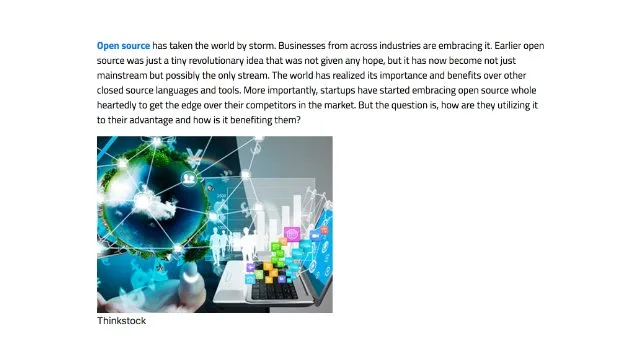 Open source has taken the world by storm. Businesses from across industries are embracing it. Earlier open
source was just a tiny revolutionary idea that was not given any hope, but it has now become not just
mainstream but possibly the only stream. The world has realized its importance and benefits over other
closed source languages and tools. More importantly, startups have started embracing open source whole
heartedly to get the edge over their competitors in the market. But the question is, how are they utilizing it
to their advantage and how is it benefiting them?
Thinkstock